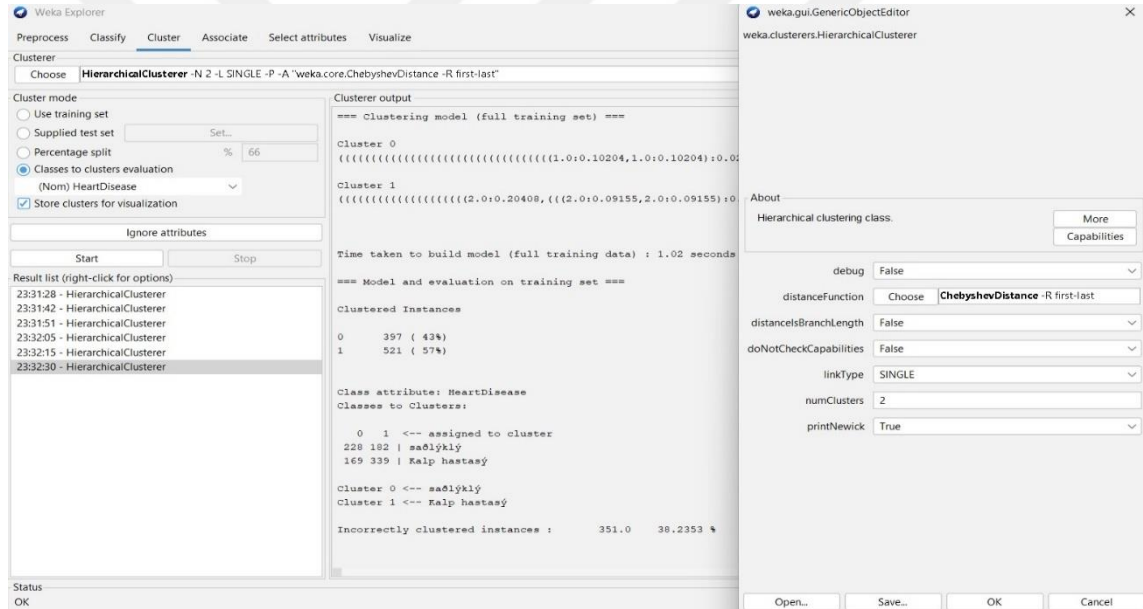 Weka Explorer
Preprocess Classify Cluster Associate Select attributes Visualize
Clusterer
Choose HierarchicalClusterer -N 2 -L SINGLE -P -A "weka.core.ChebyshevDistance -R first-last"
Cluster mode
Use training set
Supplied test set Set...
Percentage split % 66
Classes to clusters evaluation
(Nom) HeartDisease
Store clusters for visualization
Ignore attributes
Start Stop
Result list (right-click for options)
23:31:28 - HierarchicalClusterer
23:31:42 - HierarchicalClusterer
23:31:51 - HierarchicalClusterer
23:32:05 - HierarchicalClusterer
23:32:15 - HierarchicalClusterer
23:32:30 - HierarchicalClusterer
Clusterer output
=== Clustering model (full training set) ===
Cluster 0
((((((((((((((((((((((((((((((((((1.0:0.10204,1.0:0.10204):0.02
Cluster 1
((((((((((((((((((((2.0:0.20408,(((2.0:0.09155,2.0:0.09155):0
Time taken to build model (full training data) : 1.02 seconds
=== Model and evaluation on training set ===
Clustered Instances
0 397 ( 43%)
1 521 ( 57%)
Class attribute: HeartDisease
Classes to Clusters:
0 1 <-- assigned to cluster
228 182 | saðlýklý
169 339 | Kalp hastasý
Cluster 0 <-- saðlýklý
Cluster 1 <-- Kalp hastasý
Incorrectly clustered instances : 351.0 38.2353 %
Status
OK
weka.gui.GenericObjectEditor
weka.clusterers.HierarchicalClusterer
About
Hierarchical clustering class.
More
Capabilities
debug False
distanceFunction Choose ChebyshevDistance -R first-last
distanceIsBranchLength False
doNotCheckCapabilities False
linkType SINGLE
numClusters 2
printNewick True
Open... Save... OK Cancel